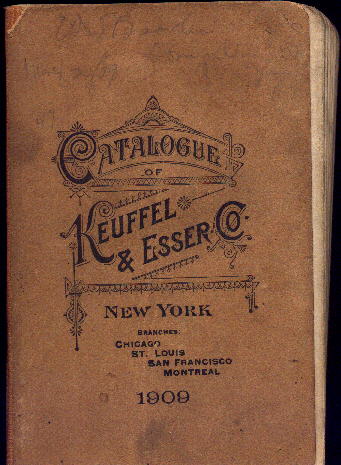 CATALOGUE
OF
KEUFFEL
& ESSER CO.
NEW YORK
BRANCHES:
CHICAGO
ST. LOUIS
SAN FRANCISCO
MONTREAL
1909